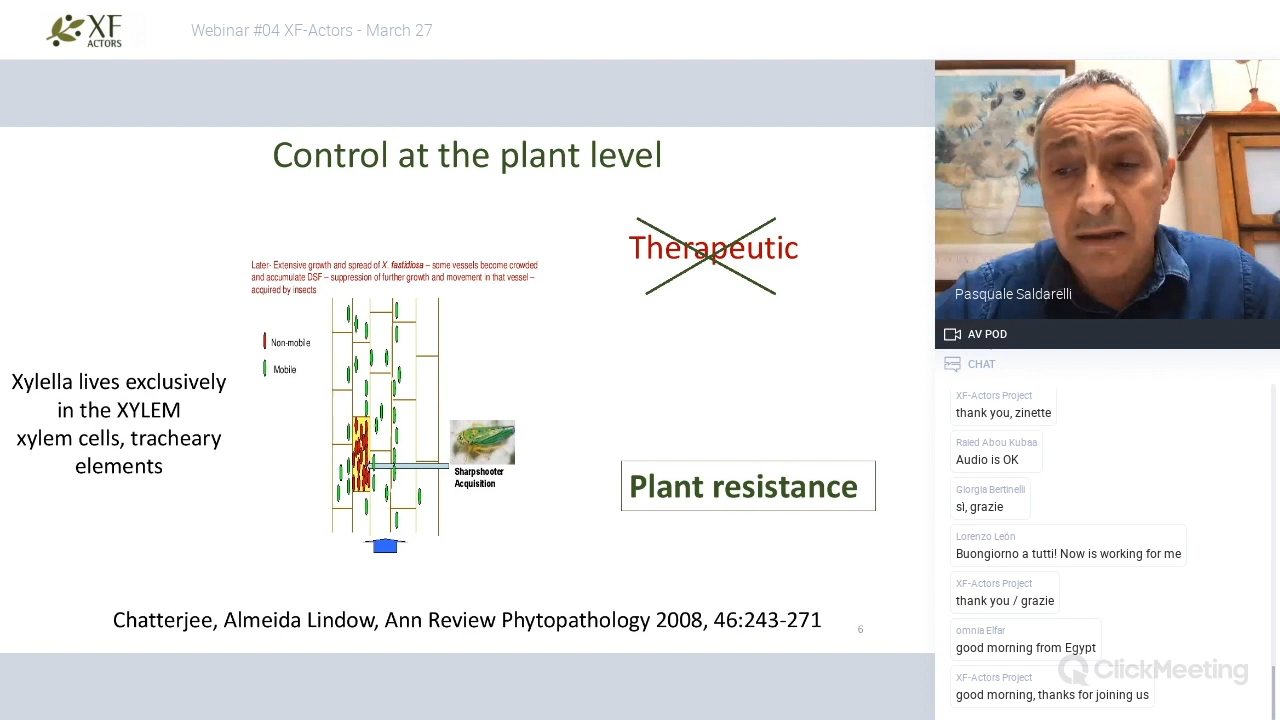 XF
ACTORS
Webinar #04 XF-Actors - March 27
Control at the plant level
Therapeutic
Later- Extensive growth and spread of X. fastidiosa – some vessels become crowded
and accumulate DSF – suppression of further growth and movement in that vessel –
acquired by insects
Non-mobile
Mobile
Xylella lives exclusively
in the XYLEM
xylem cells, tracheary
elements
Sharpshooter
Acquisition
Plant resistance
Chatterjee, Almeida Lindow, Ann Review Phytopathology 2008, 46:243-271
6
Pasquale Saldarelli
AV POD
CHAT
XF-Actors Project
thank you, zinette
Raied Abou Kubaa
Audio is OK
Giorgia Bertinelli
sì, grazie
Lorenzo León
Buongiorno a tutti! Now is working for me
XF-Actors Project
thank you / grazie
omnia Elfar
good morning from Egypt
XF-Actors Project
good morning, thanks for joining us
ClickMeeting